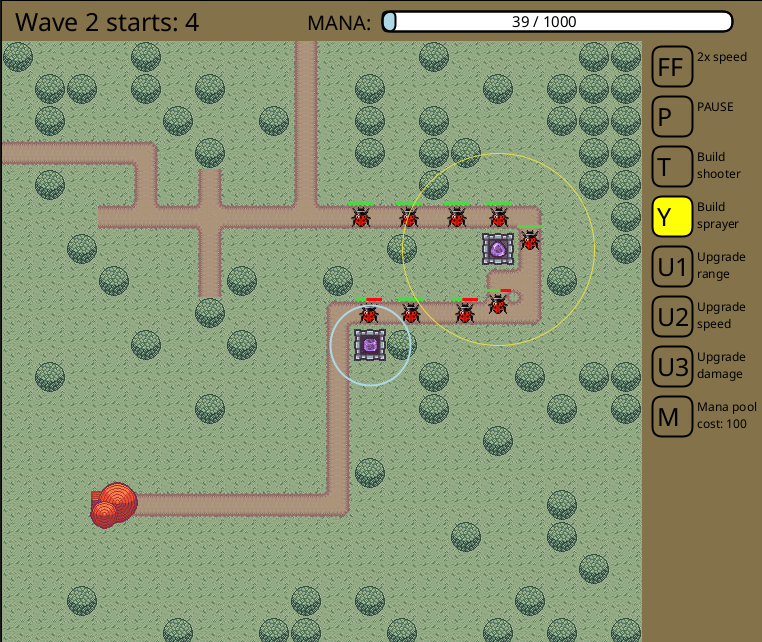 Wave 2 starts: 4
MANA:
39 / 1000
FF
2x speed
P
PAUSE
T
Build
shooter
Y
Build
sprayer
U1
Upgrade
range
U2
Upgrade
speed
U3
Upgrade
damage
M
Mana pool
cost: 100